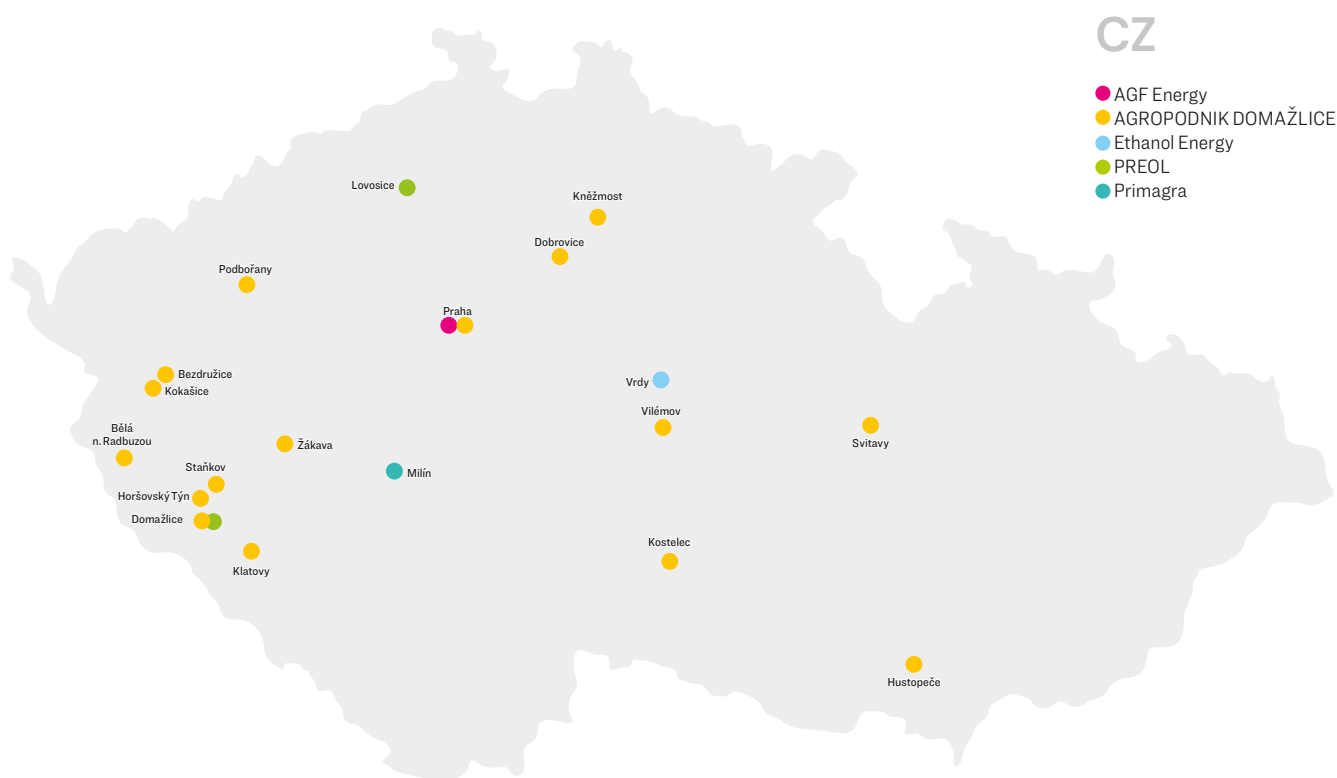 CZ
AGF Energy
AGROPODNIK DOMAŽLICE
Ethanol Energy
PREOL
Primagra
Lovosice
Kněžmost
Dobrovice
Podbořany
Praha
Bezdružice
Kokašice
Vrdy
Vilémov
Bělá
n. Radbuzou
Žákava
Svitavy
Staňkov
Milín
Horšovský Týn
Domažlice
Kostelec
Klatovy
Hustopeče